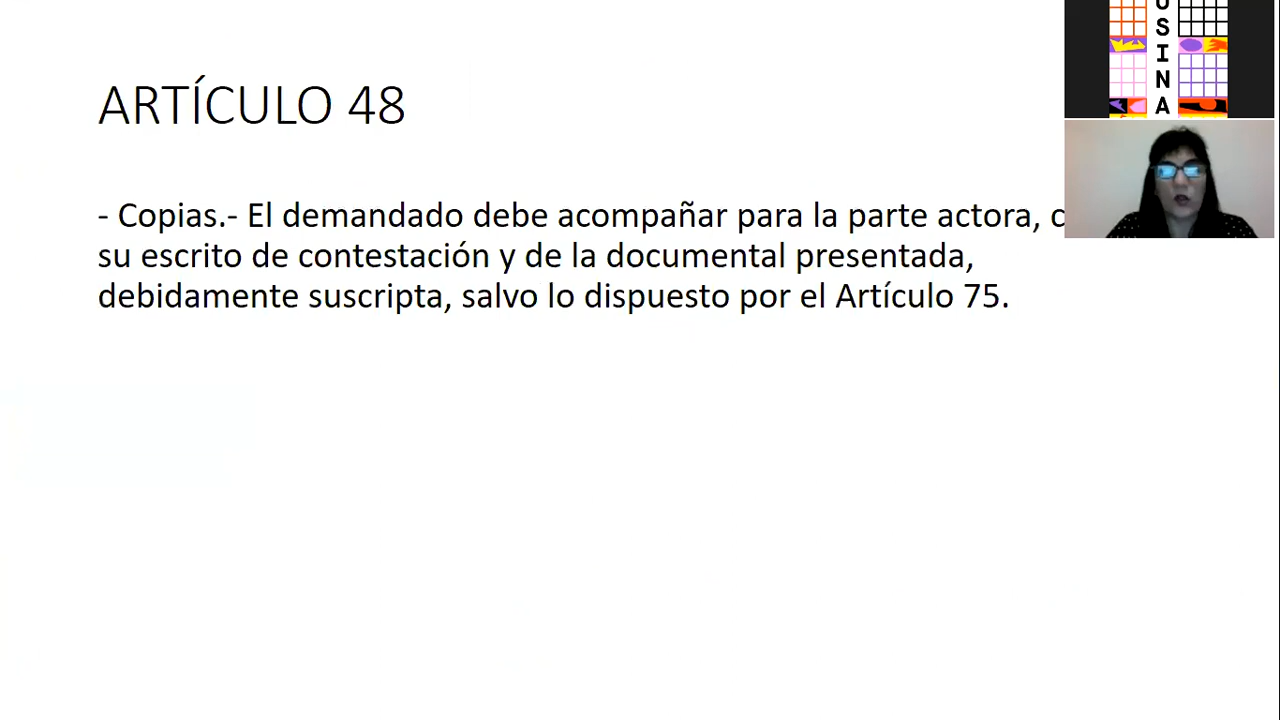 ARTÍCULO 48
- Copias.- El demandado debe acompañar para la parte actora,
su escrito de contestación y de la documental presentada,
debidamente suscripta, salvo lo dispuesto por el Artículo 75.
USINA